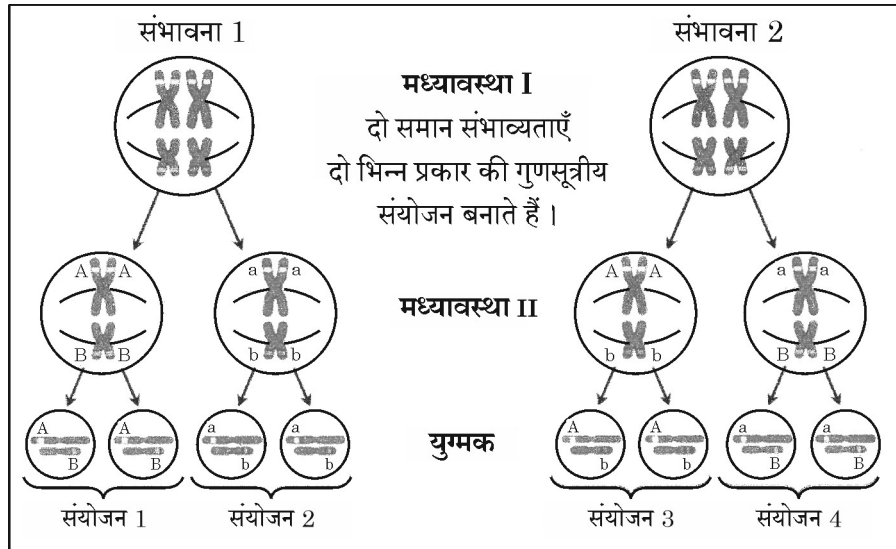 संभावना 1
संभावना 2
मध्यावस्था I
दो समान संभाव्यताएँ
दो भिन्न प्रकार की गुणसूत्रीय
संयोजन बनाते हैं ।
A A
a a
मध्यावस्था II
A A
a a
B B
b b
b b
B B
A
A
a
a
युग्मक
A
A
a
a
B
B
b
b
b
b
B
B
संयोजन 1
संयोजन 2
संयोजन 3
संयोजन 4